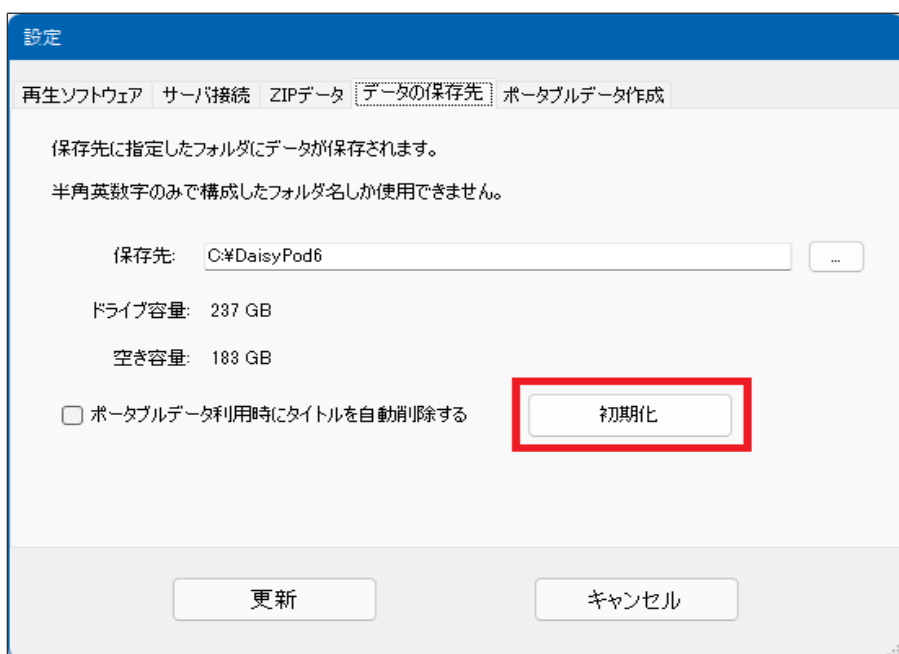 設定
再生ソフトウェア サーバ接続 ZIPデータ データの保存先 ポータブルデータ作成
保存先に指定したフォルダにデータが保存されます。
半角英数字のみで構成したフォルダ名しか使用できません。
保存先: C:¥DaisyPod6 ...
ドライブ容量: 237 GB
空き容量: 183 GB
ポータブルデータ利用時にタイトルを自動削除する 初期化
更新 キャンセル